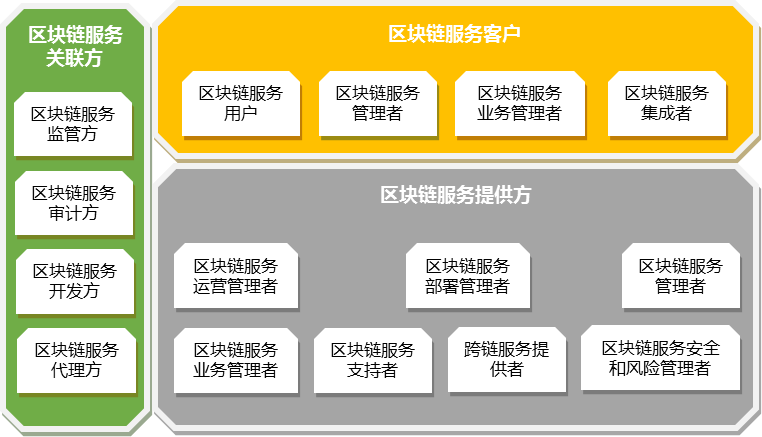 区块链服务
关联方
区块链服务
监管方
区块链服务
审计方
区块链服务
开发方
区块链服务
代理方
区块链服务客户
区块链服务
用户
区块链服务
管理者
区块链服务
业务管理者
区块链服务
集成者
区块链服务提供方
区块链服务
运营管理者
区块链服务
部署管理者
区块链服务
管理者
区块链服务
业务管理者
区块链服务
支持者
跨链服务提
供者
区块链服务安全
和风险管理者